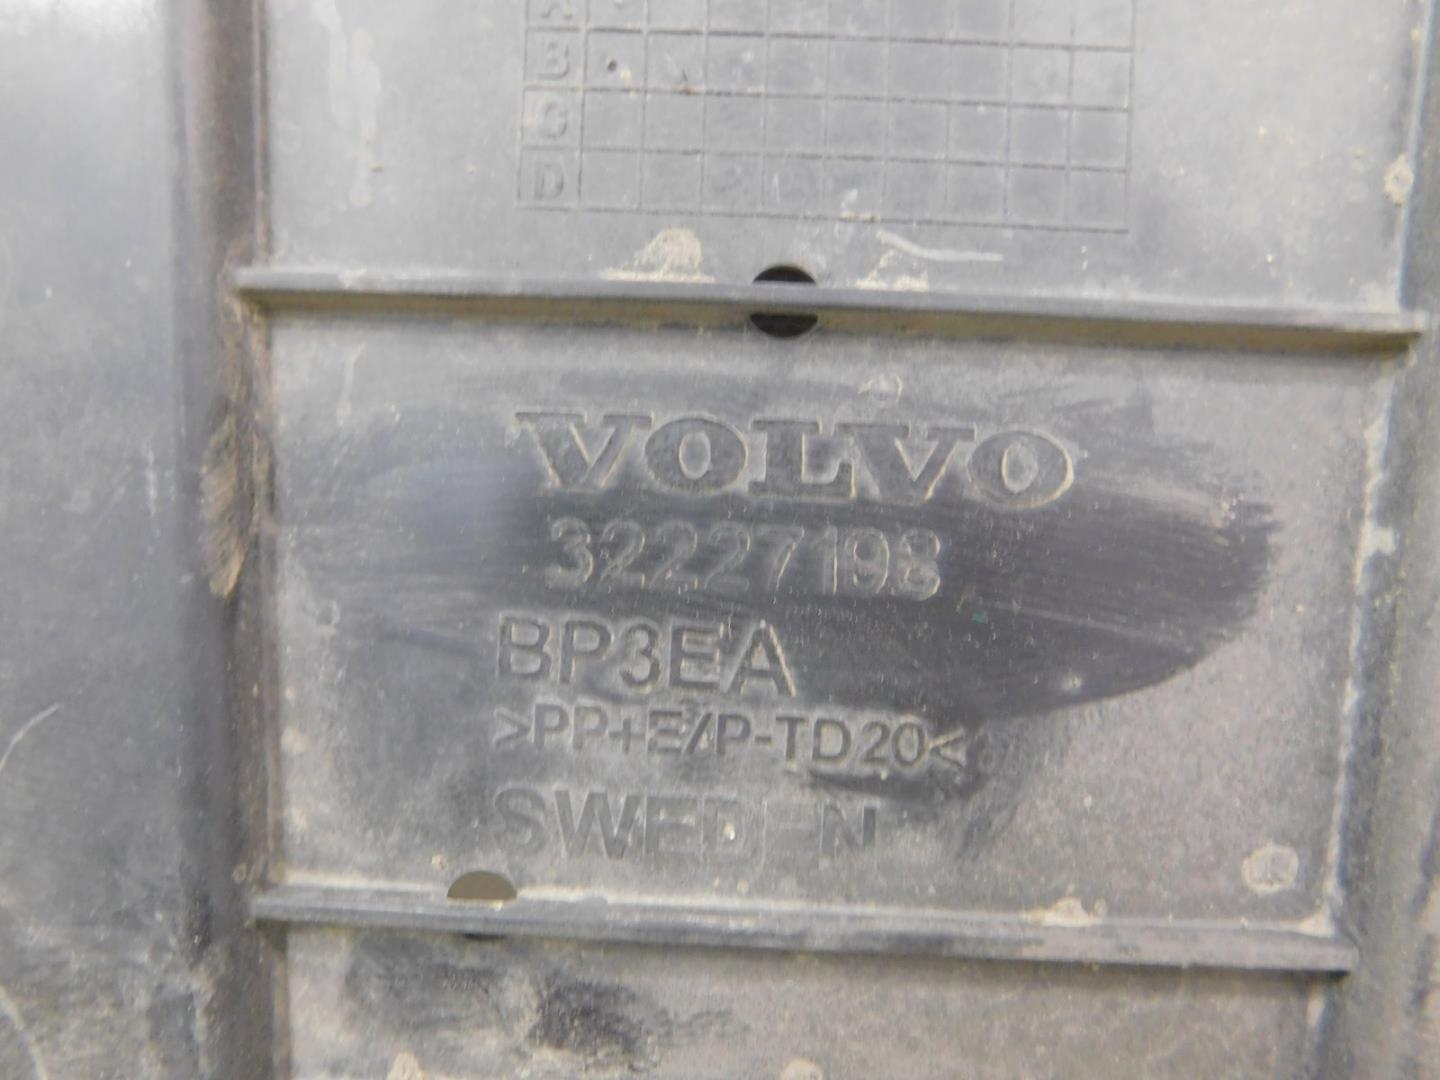 A
B
C
D
VOLVO
32227198
BP3EA
>PP+E/P-TD20<
SWEDEN